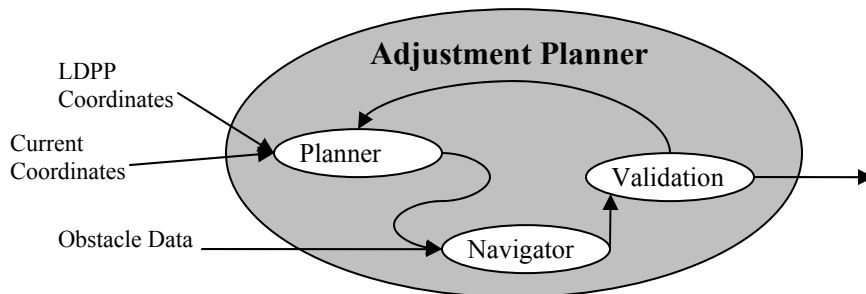 Adjustment Planner
LDPP
Coordinates
Current
Coordinates
Planner
Validation
Obstacle Data
Navigator